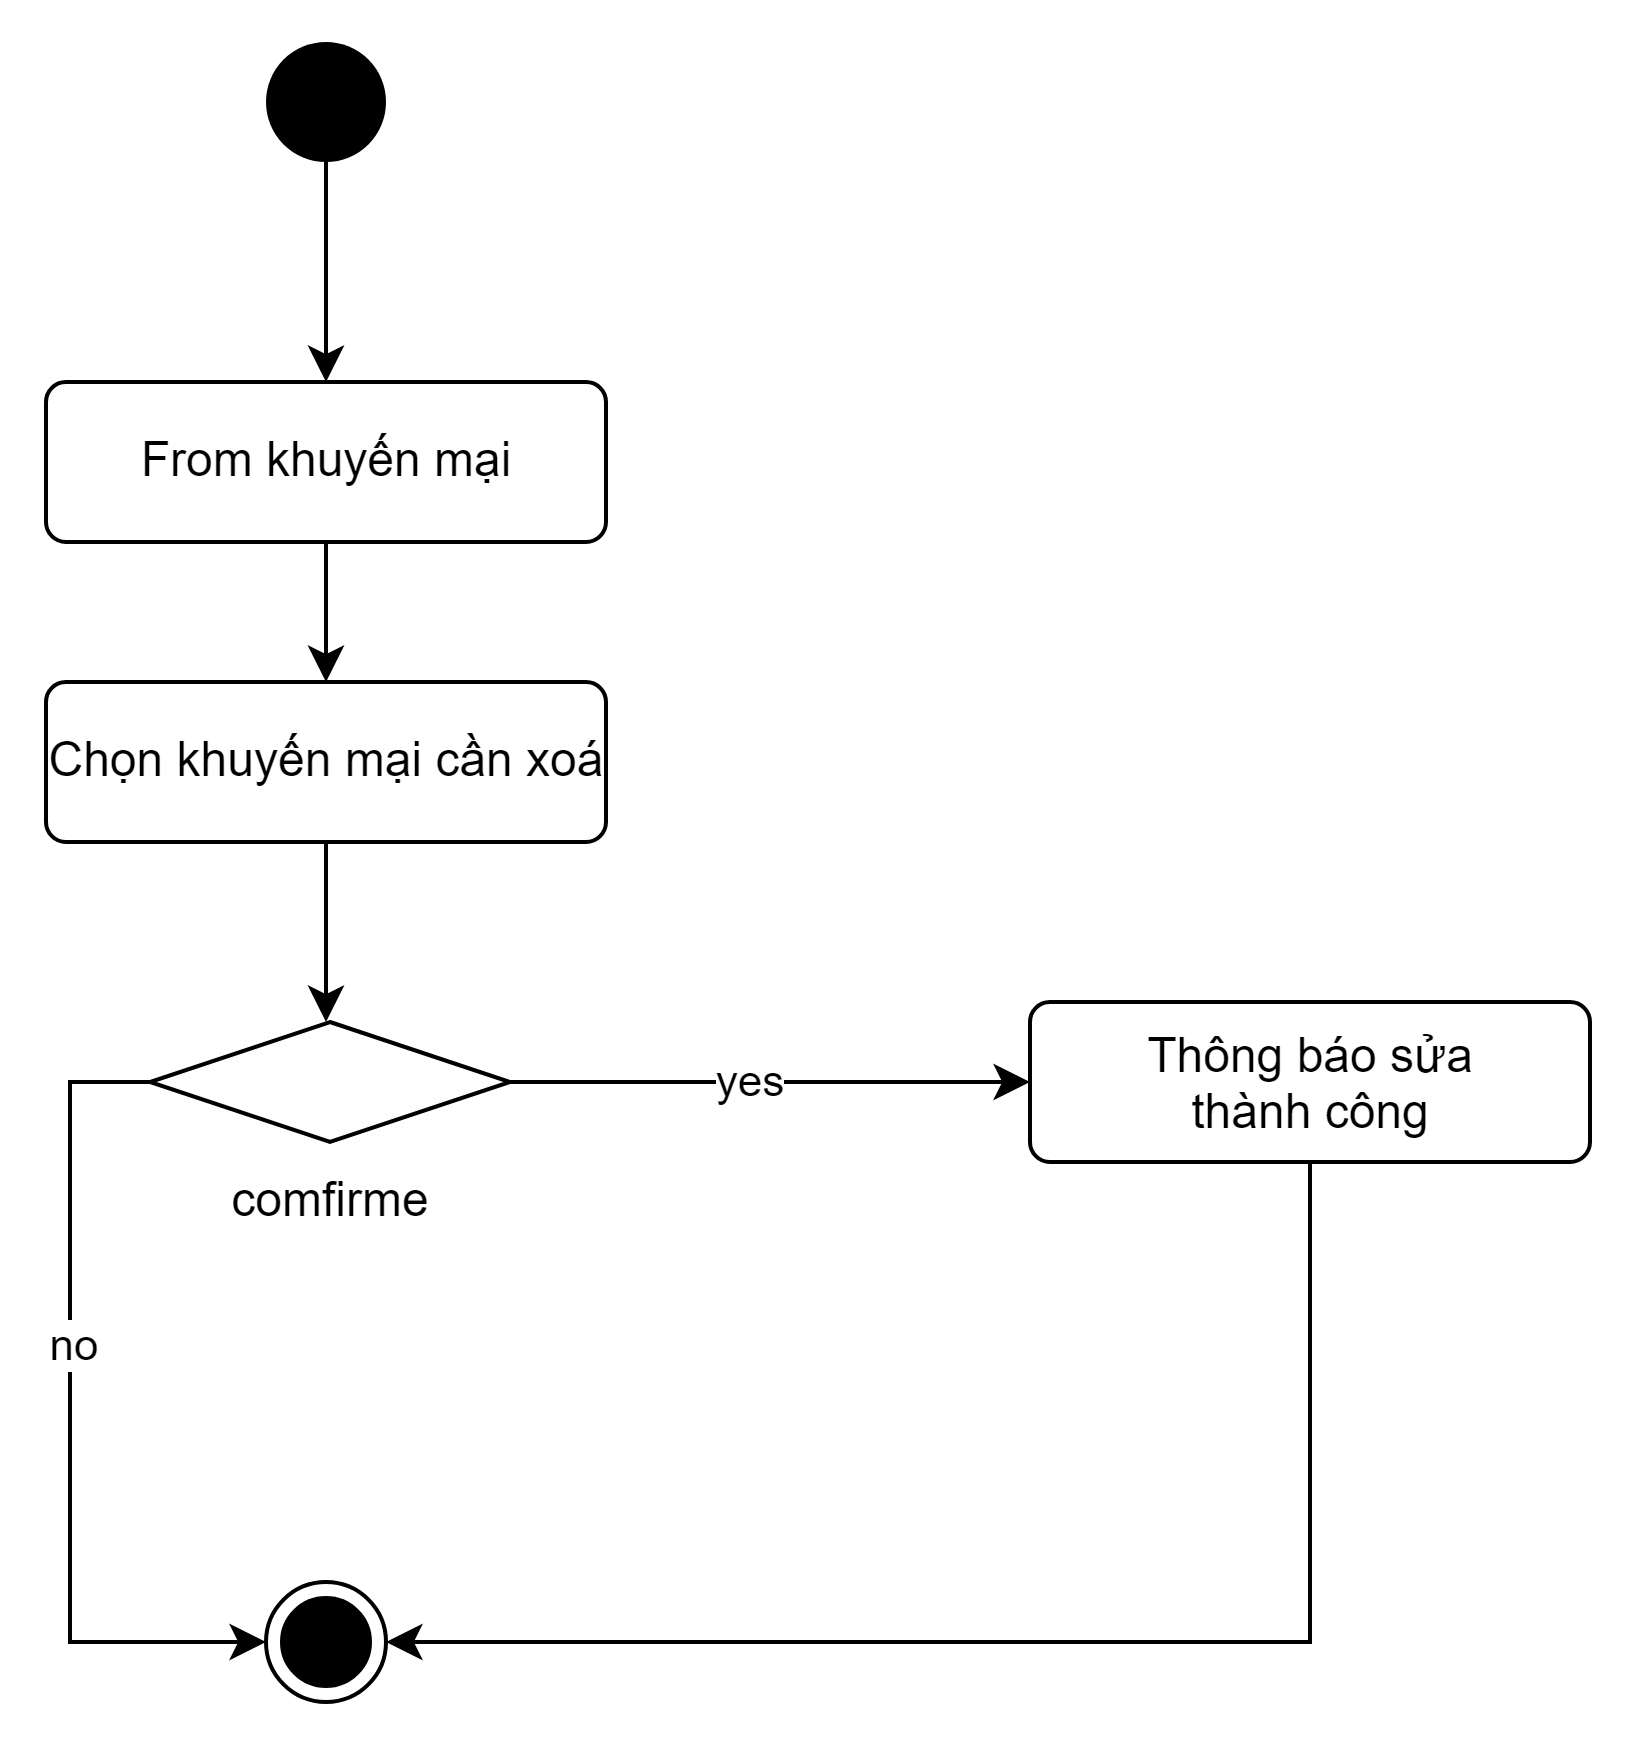 From khuyến mại
Chọn khuyến mại cần xoá
yes
Thông báo sửa
thành công
comfirme
no